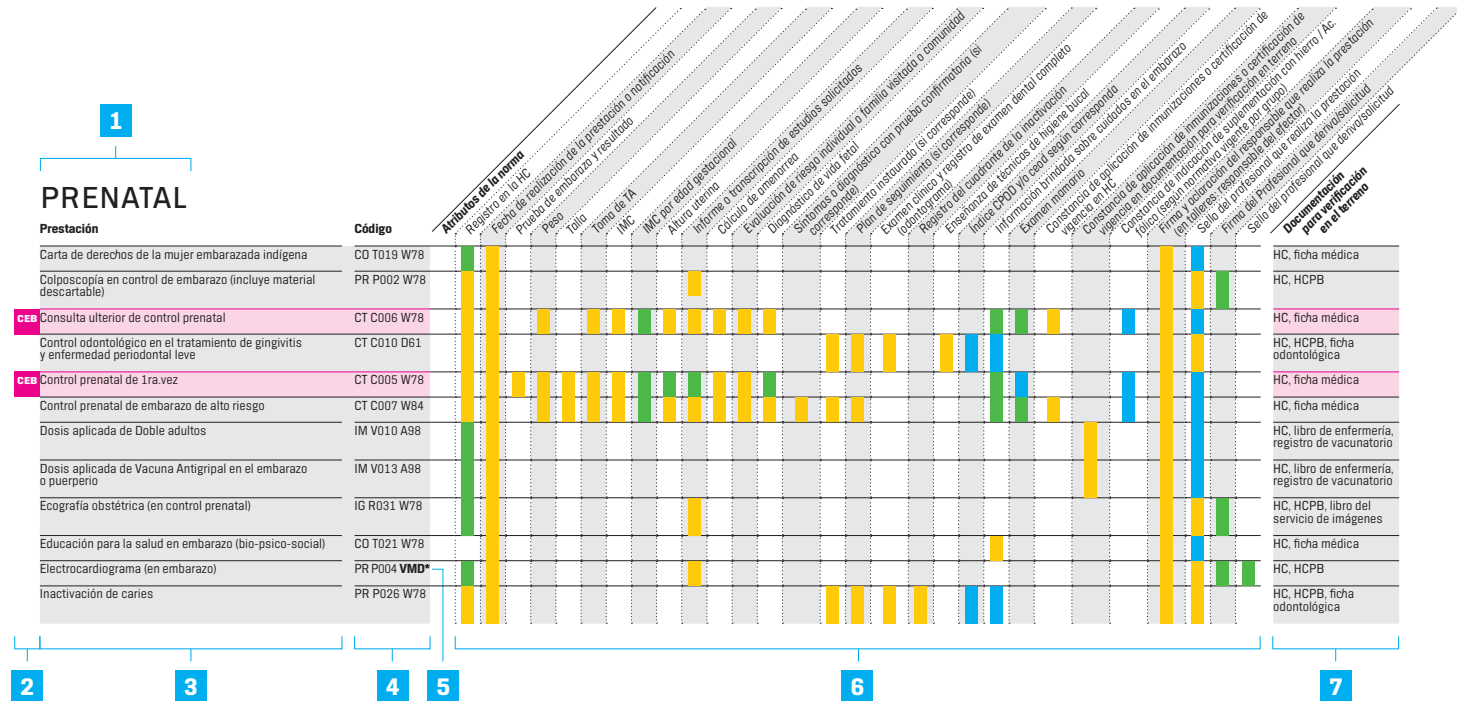 1
PRENATAL
Prestación
Código
Atributos de la norma
Registro en la HC
Fecha de realización de la prestación o notificación
Prueba de embarazo y resultado
Peso
Talla
Toma de TA
IMC
IMC por edad gestacional
Altura uterina
Informe o transcripción de estudios solicitados
Cálculo de amenorrea
Evaluación de riesgo individual o familia visitada o comunidad
Diagnóstico de vida fetal
Síntomas o diagnóstico con prueba confirmatoria (si
corresponde)
Tratamiento instaurado (si corresponde)
Plan de seguimiento (si corresponde)
Examen clínico y registro de examen dental completo
(odontograma)
Registro del cuadrante de la inactivación
Enseñanza de técnicas de higiene bucal
Índice CPOD y/o ceod según corresponda
Información brindada sobre cuidados en el embarazo
Examen mamario
Constancia de aplicación de inmunizaciones o certificación de
vigencia en HC
Constancia de aplicación de inmunizaciones o certificación de
vigencia en documentación para verificación en terreno
Constancia de indicación de suplementación con hierro / Ac.
fólico (según normativa vigente por grupo)
Firma y aclaración del responsable que realiza la prestación
(en talleres, responsable del efector)
Sello del profesional que realiza la prestación
Firma del Profesional que deriva/solicitud
Sello del profesional que deriva/solicitud
Documentación
para verificación
en el terreno
Carta de derechos de la mujer embarazada indígena CO T019 W78 HC, ficha médica
Colposcopía en control de embarazo (incluye material PR P002 W78 HC, HCPB
descartable)
CEB Consulta ulterior de control prenatal CT C006 W78 HC, ficha médica
Control odontológico en el tratamiento de gingivitis CT C010 D61 HC, HCPB, ficha
y enfermedad periodontal leve odontológica
CEB Control prenatal de 1ra.vez CT C005 W78 HC, ficha médica
Control prenatal de embarazo de alto riesgo CT C007 W84 HC, ficha médica
Dosis aplicada de Doble adultos IM V010 A98 HC, libro de enfermería,
registro de vacunatorio
Dosis aplicada de Vacuna Antigripal en el embarazo IM V013 A98 HC, libro de enfermería,
o puerperio registro de vacunatorio
Ecografía obstétrica (en control prenatal) IG R031 W78 HC, HCPB, libro del
servicio de imágenes
Educación para la salud en embarazo (bio-psico-social) CO T021 W78 HC, ficha médica
Electrocardiograma (en embarazo) PR P004 VMD* HC, HCPB
Inactivación de caries PR P026 W78 HC, HCPB, ficha
odontológica
2 3 4 5 6 7